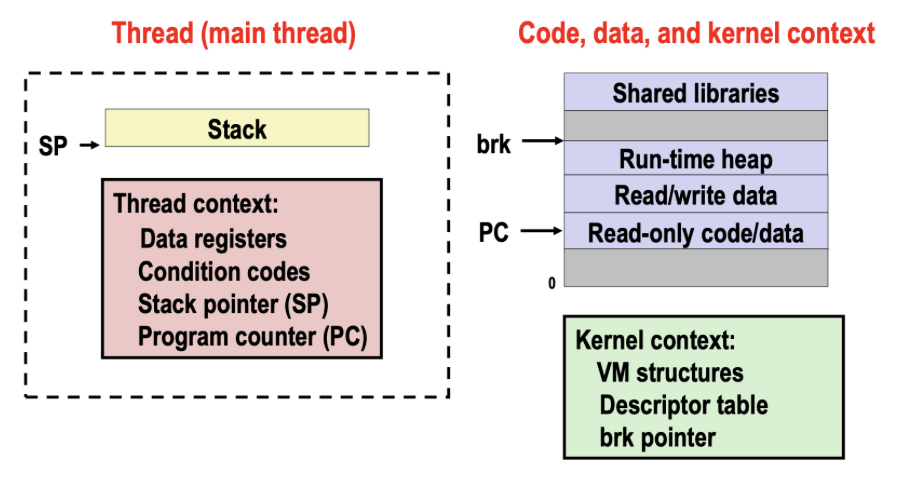 Thread (main thread)
Stack
SP
Thread context:
Data registers
Condition codes
Stack pointer (SP)
Program counter (PC)
Code, data, and kernel context
Shared libraries
brk
Run-time heap
Read/write data
PC
Read-only code/data
0
Kernel context:
VM structures
Descriptor table
brk pointer